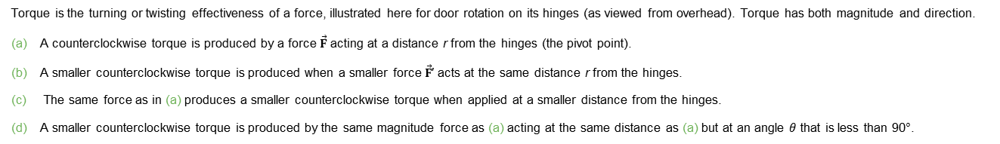 Torque is the turning or twisting effectiveness of a force, illustrated here for door rotation on its hinges (as viewed from overhead). Torque has both magnitude and direction.
(a) A counterclockwise torque is produced by a force F⃗ acting at a distance r from the hinges (the pivot point).
(b) A smaller counterclockwise torque is produced when a smaller force F⃗′ acts at the same distance r from the hinges.
(c) The same force as in (a) produces a smaller counterclockwise torque when applied at a smaller distance from the hinges.
(d) A smaller counterclockwise torque is produced by the same magnitude force as (a) acting at the same distance as (a) but at an angle θ that is less than 90°.